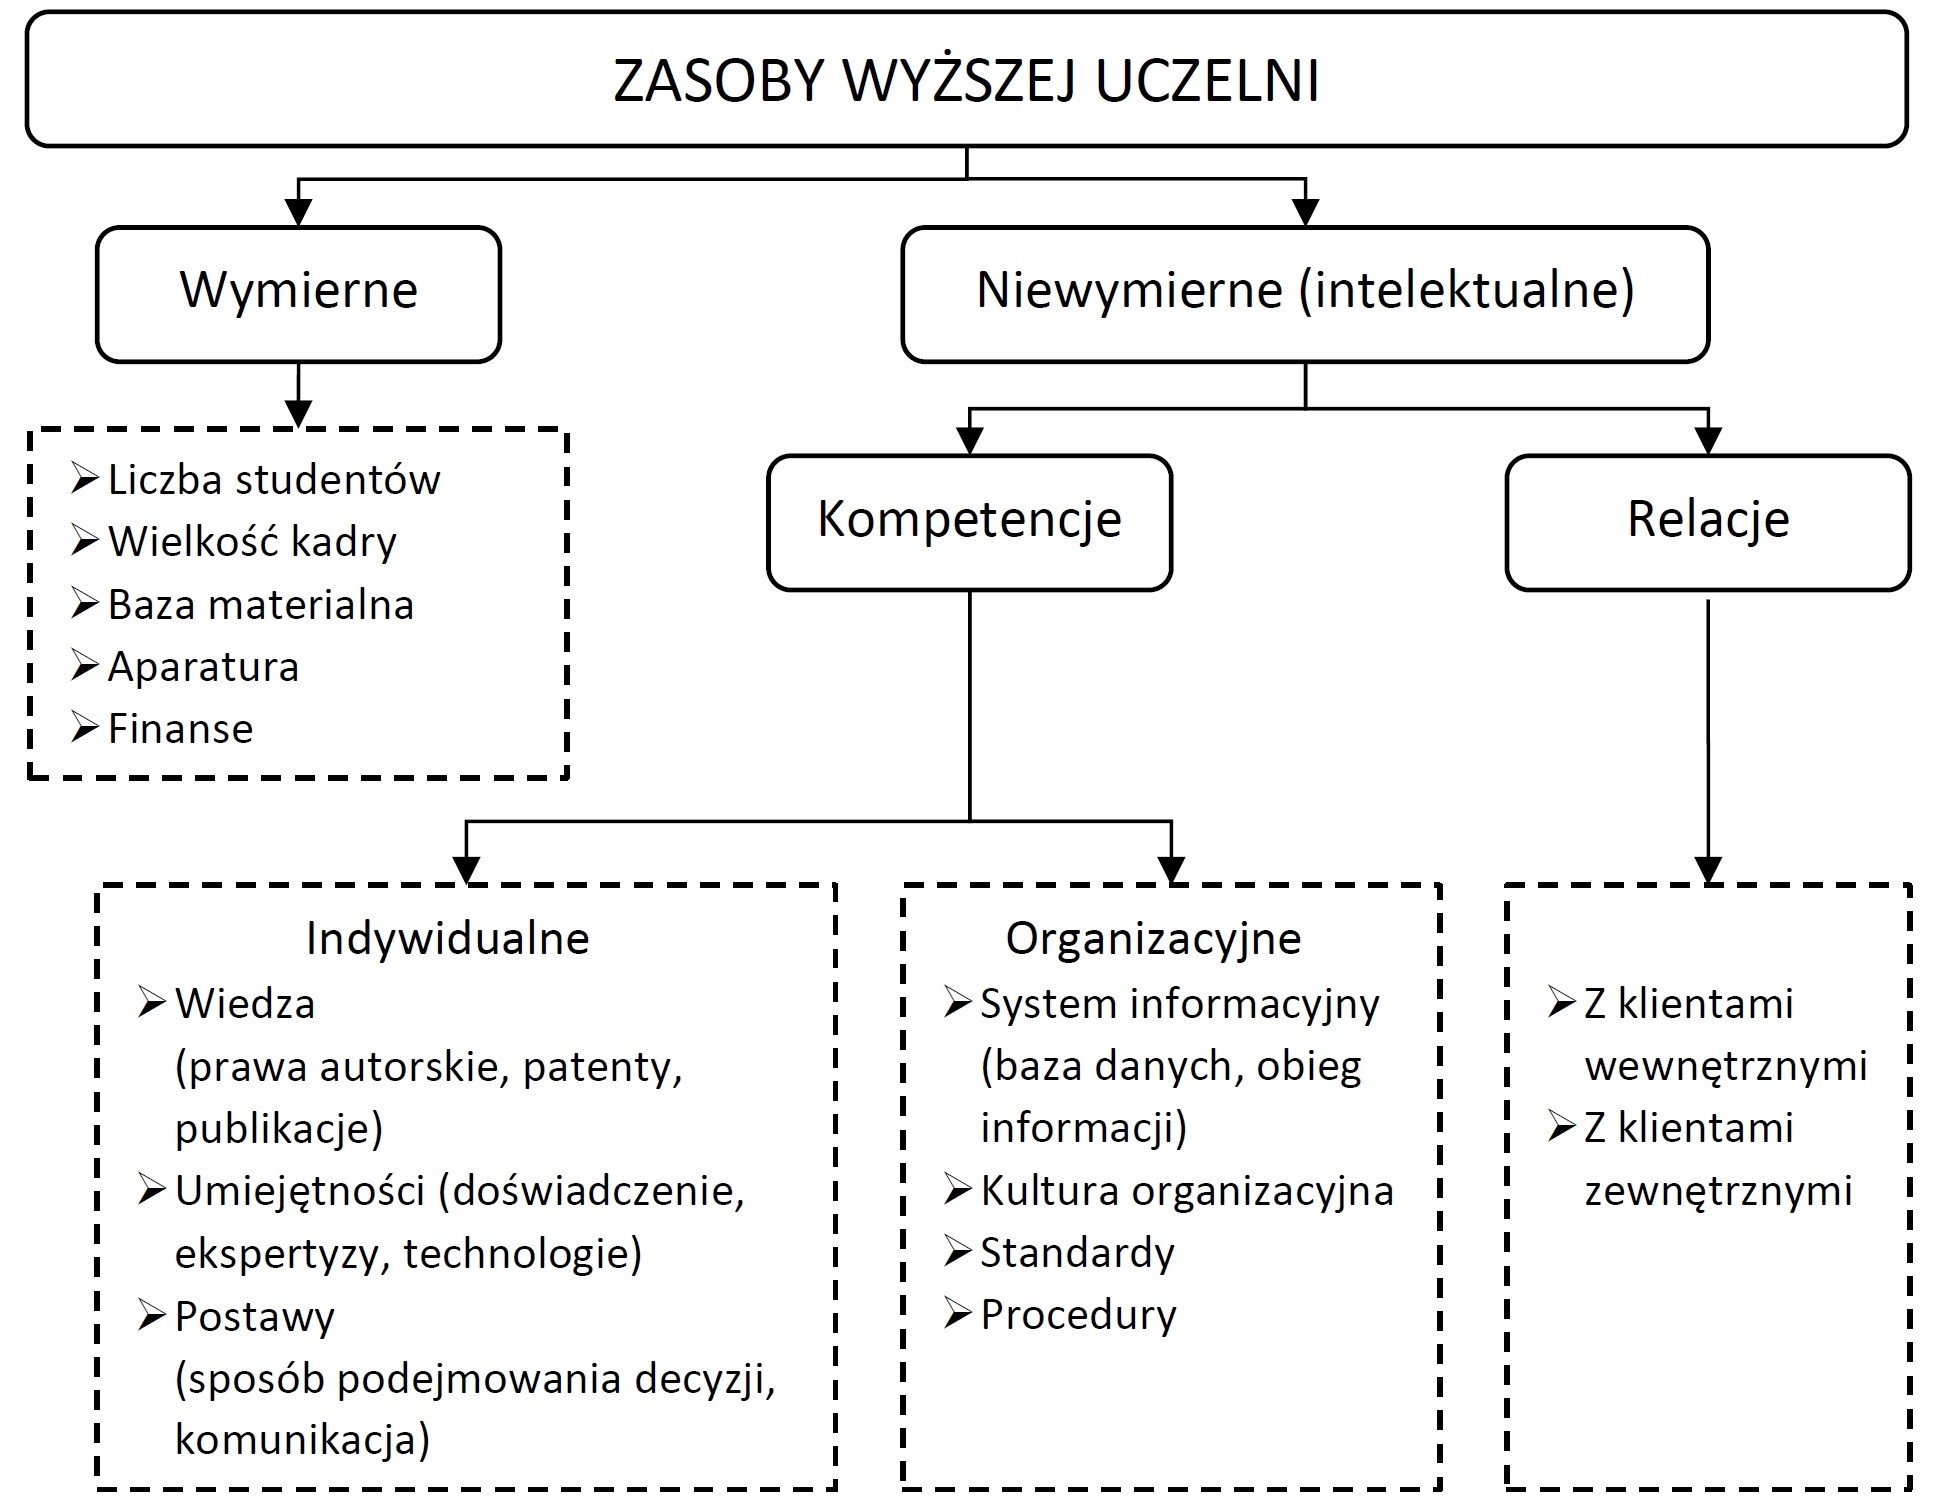 ZASOBY WYŻSZEJ UCZELNI
Wymierne
Niewymierne (intelektualne)
Liczba studentów
Wielkość kadry
Baza materialna
Aparatura
Finanse
Kompetencje
Relacje
Indywidualne
Wiedza
(prawa autorskie, patenty,
publikacje)
Umiejętności (doświadczenie,
ekspertyzy, technologie)
Postawy
(sposób podejmowania decyzji,
komunikacja)
Organizacyjne
System informacyjny
(baza danych, obieg
informacji)
Kultura organizacyjna
Standardy
Procedury
Z klientami
wewnętrznymi
Z klientami
zewnętrznymi